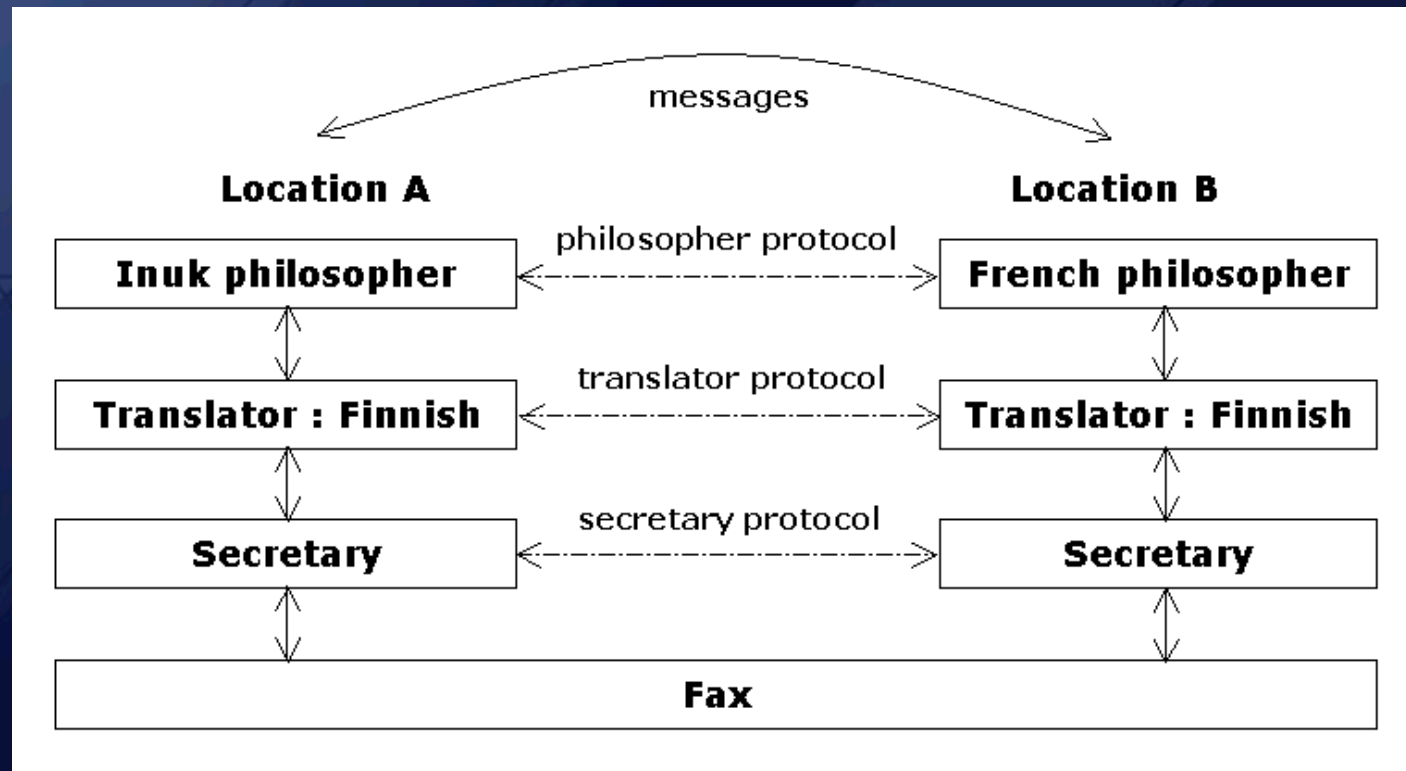 messages
Location A
Location B
philosopher protocol
Inuk philosopher
French philosopher
translator protocol
Translator : Finnish
Translator : Finnish
secretary protocol
Secretary
Secretary
Fax